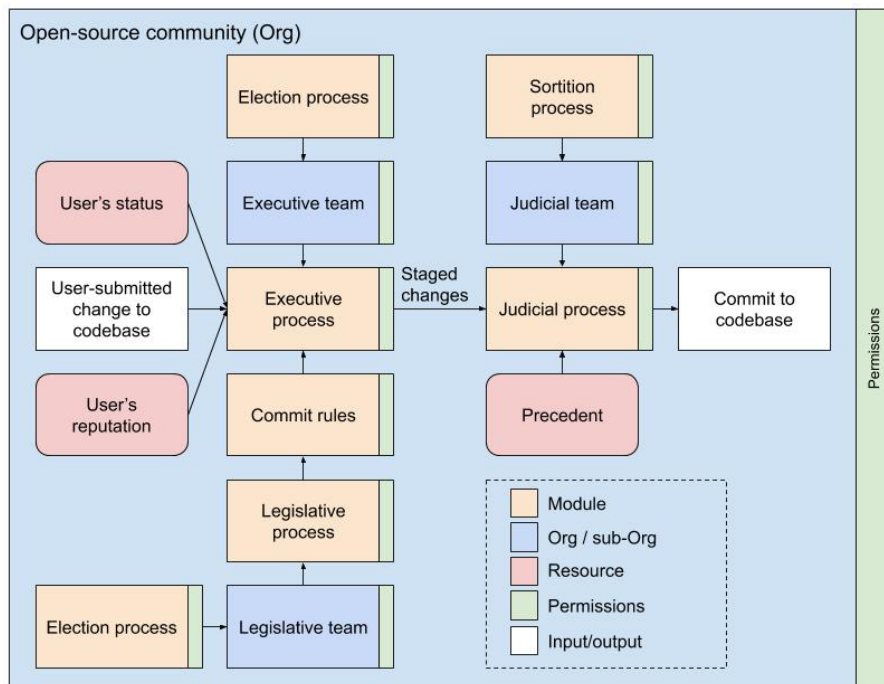 Open-source community (Org)
Election process
Sortition
process
User's status
Executive team
Judicial team
User-submitted
change to
codebase
Executive
process
Staged
changes
Judicial process
Commit to
codebase
User's
reputation
Commit rules
Precedent
Legislative
process
Election process
Legislative team
Module
Org / sub-Org
Resource
Permissions
Input/output
Permissions